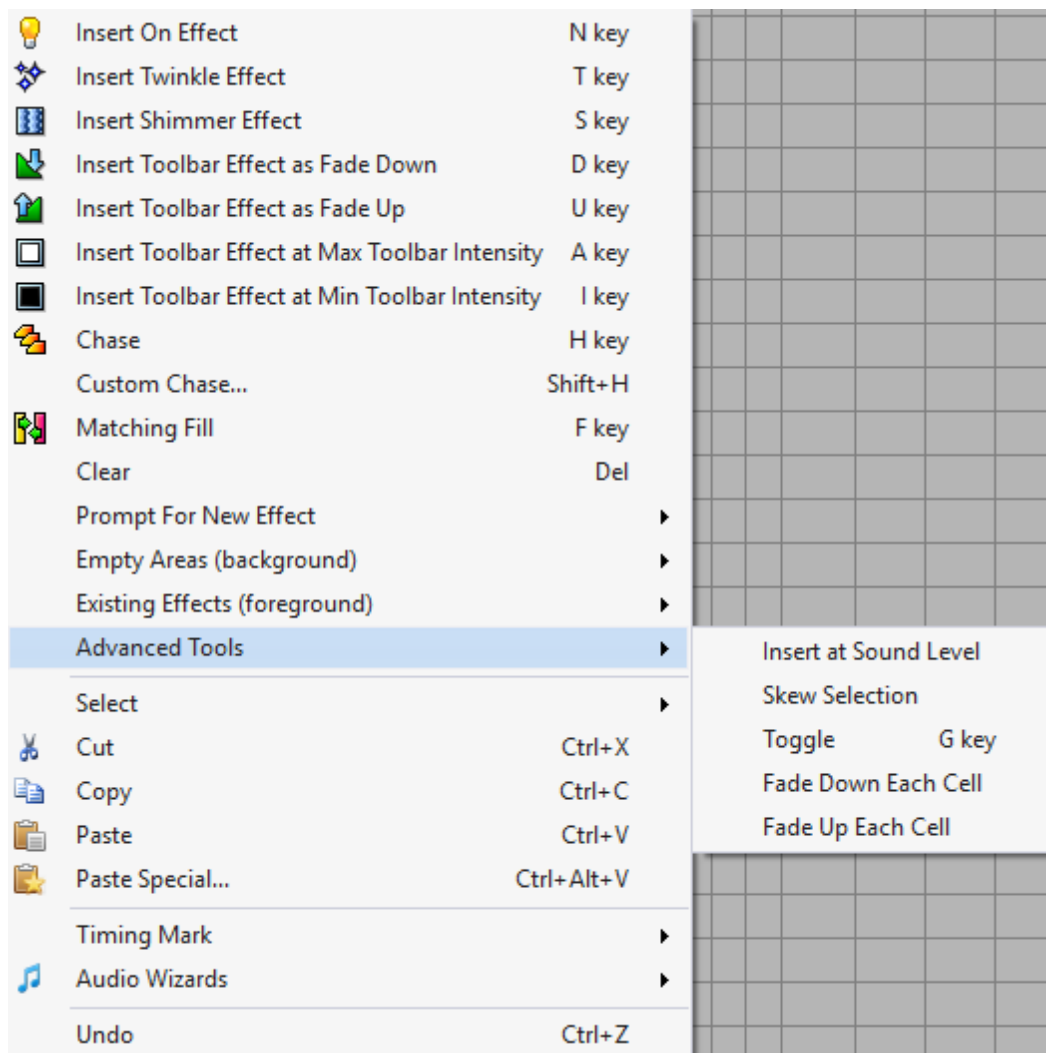 Insert On Effect N key
Insert Twinkle Effect T key
Insert Shimmer Effect S key
Insert Toolbar Effect as Fade Down D key
Insert Toolbar Effect as Fade Up U key
Insert Toolbar Effect at Max Toolbar Intensity A key
Insert Toolbar Effect at Min Toolbar Intensity I key
Chase H key
Custom Chase... Shift+H
Matching Fill F key
Clear Del
Prompt For New Effect
Empty Areas (background)
Existing Effects (foreground)
Advanced Tools
Select
Cut Ctrl+X
Copy Ctrl+C
Paste Ctrl+V
Paste Special... Ctrl+Alt+V
Timing Mark
Audio Wizards
Undo Ctrl+Z
Insert at Sound Level
Skew Selection
Toggle G key
Fade Down Each Cell
Fade Up Each Cell